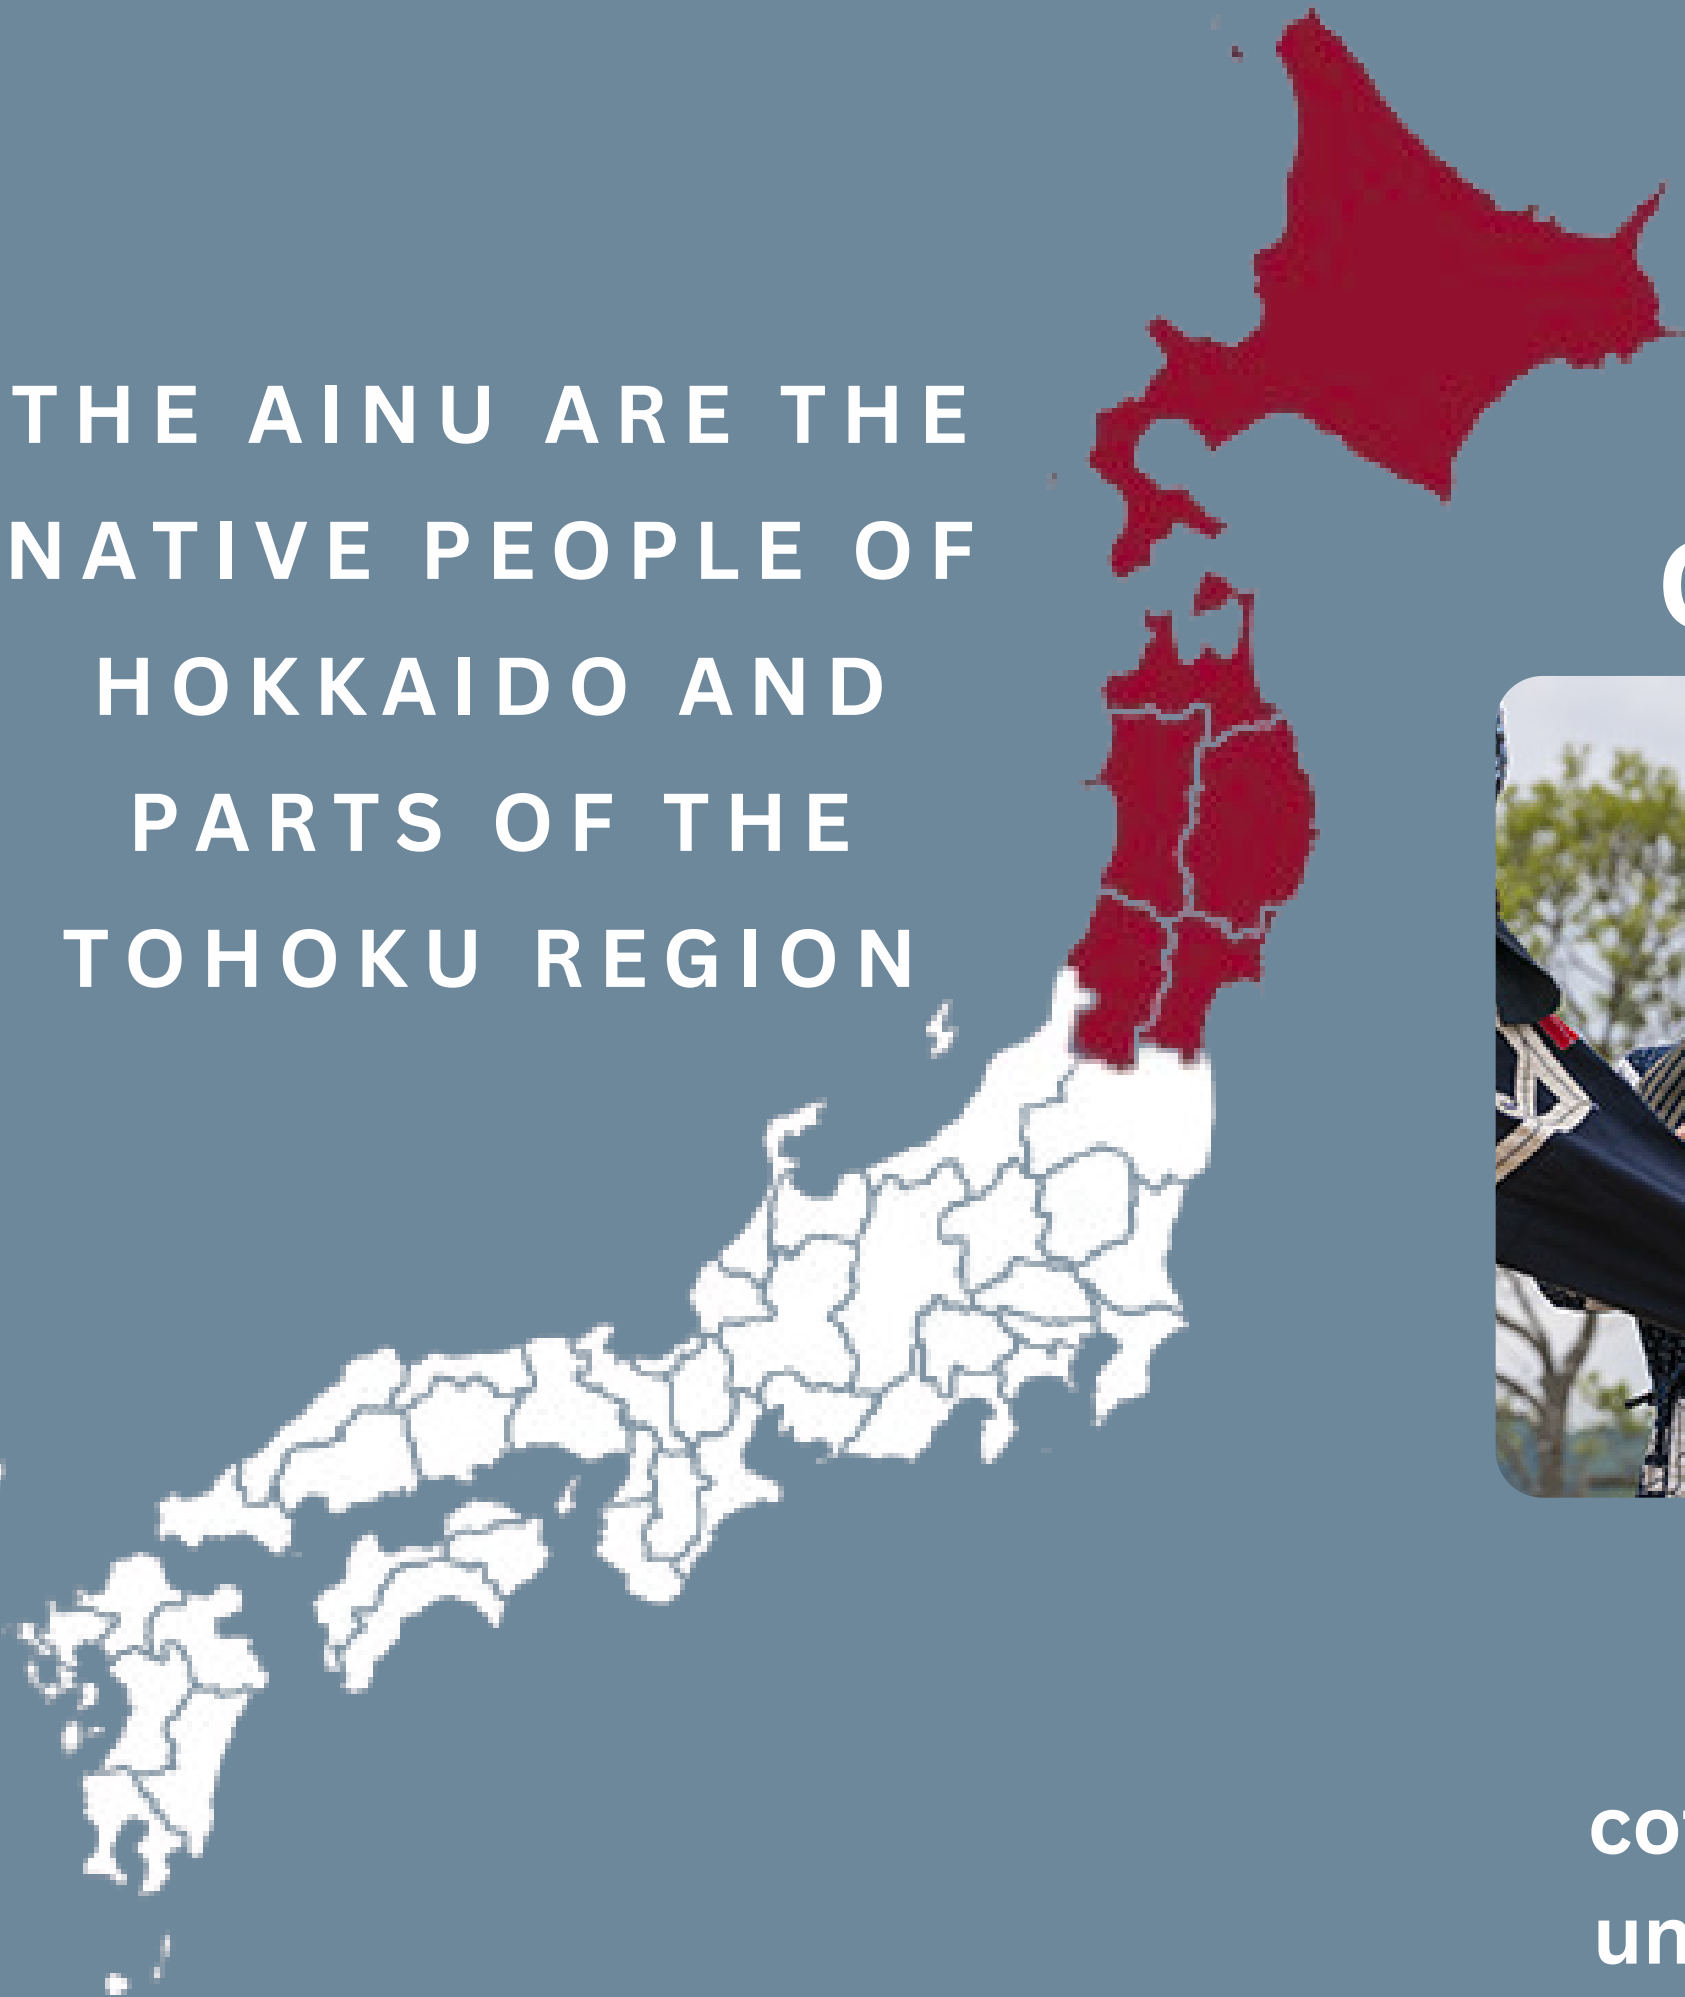 THE AINU ARE THE
NATIVE PEOPLE OF
HOKKAIDO AND
PARTS OF THE
TOHOKU REGION